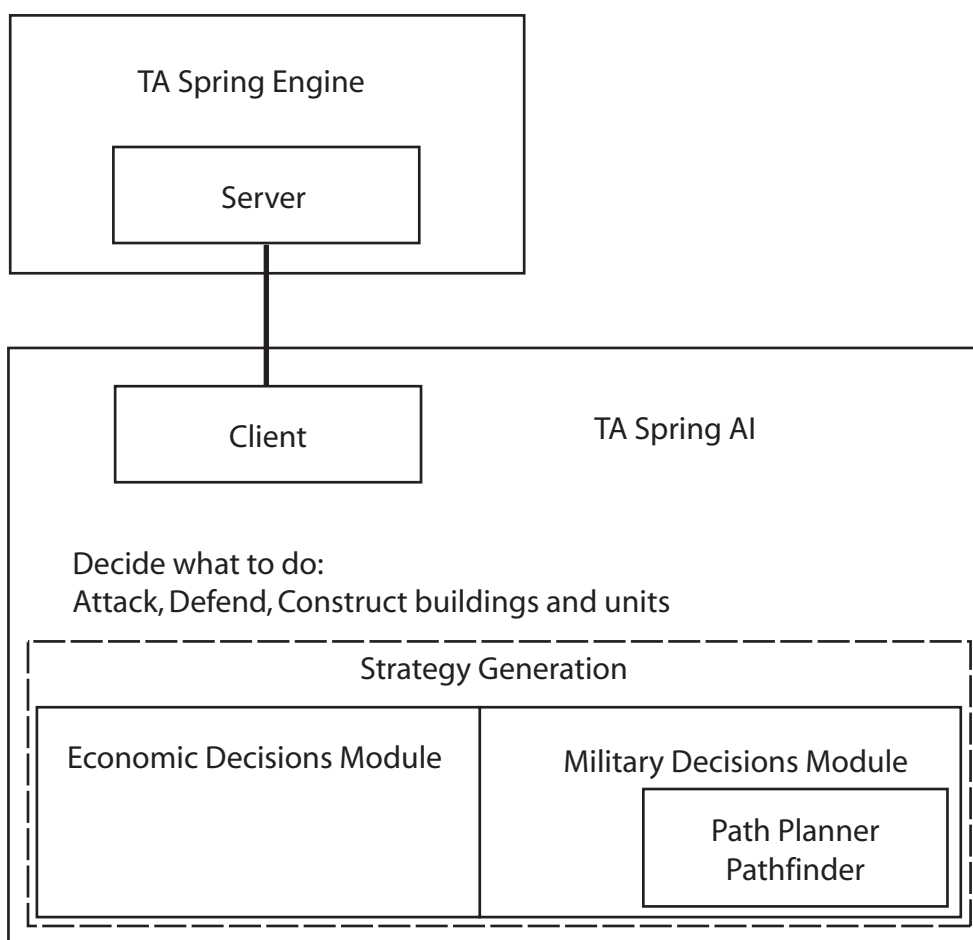 TA Spring Engine
Server
Client
TA Spring AI
Decide what to do:
Attack, Defend, Construct buildings and units
Strategy Generation
Economic Decisions Module
Military Decisions Module
Path Planner
Pathfinder